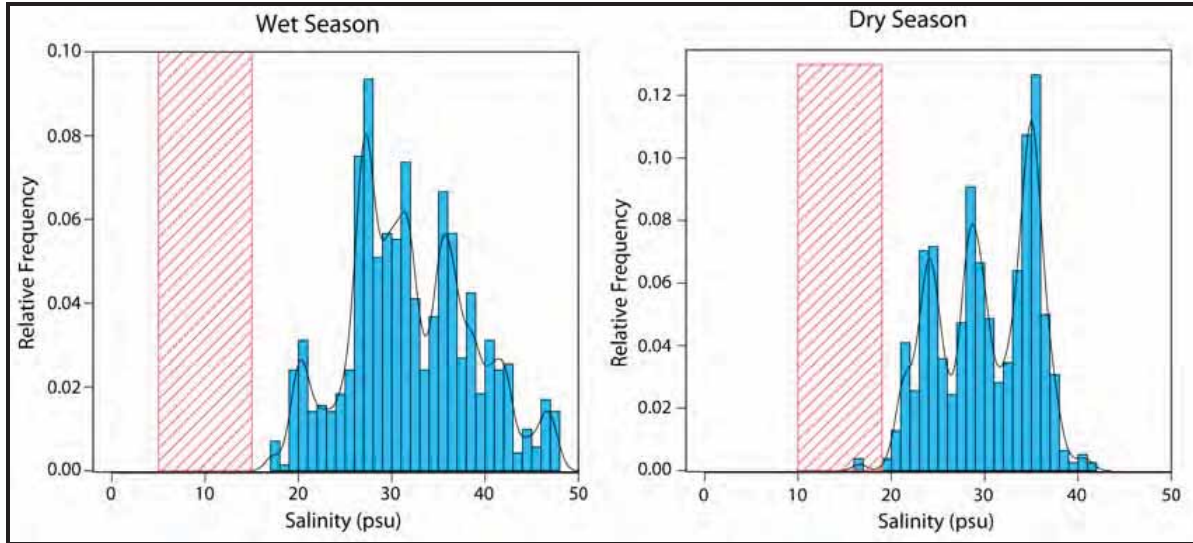 Wet Season
0.10
0.08
0.06
0.04
0.02
0.00
Relative Frequency
0 10 20 30 40 50
Salinity (psu)
Dry Season
0.12
0.10
0.08
0.06
0.04
0.02
0.00
Relative Frequency
0 10 20 30 40 50
Salinity (psu)